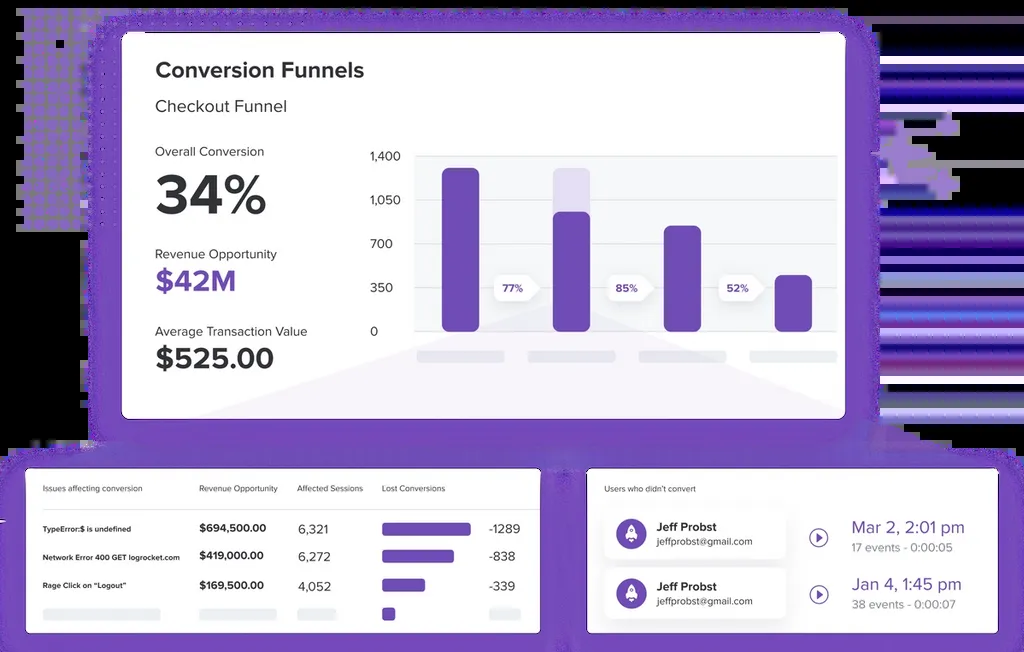 Conversion Funnels
Checkout Funnel
Overall Conversion
34%
Revenue Opportunity
$42M
Average Transaction Value
$525.00
1,400
1,050
700
350
0
77%
85%
52%
Issues affecting conversion Revenue Opportunity Affected Sessions Lost Conversions
TypeError:$ is undefined $694,500.00 6,321 -1289
Network Error 400 GET logrocket.com $419,000.00 6,272 -838
Rage Click on “Logout” $169,500.00 4,052 -339
Users who didn't convert
Jeff Probst
jeffprobst@gmail.com
Mar 2, 2:01 pm
17 events - 0:00:05
Jeff Probst
jeffprobst@gmail.com
Jan 4, 1:45 pm
38 events - 0:00:07